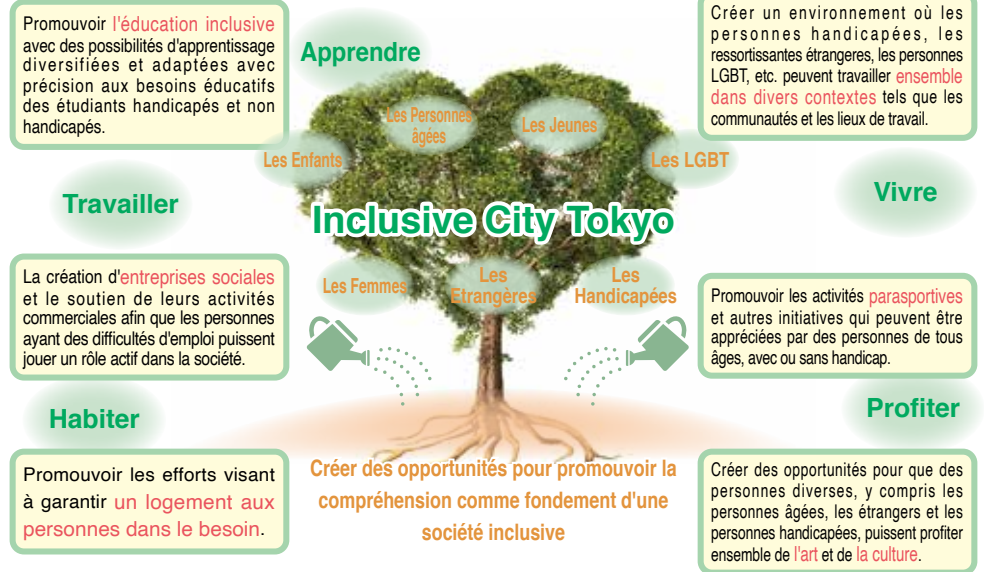 Promouvoir l'éducation inclusive
avec des possibilités d'apprentissage
diversifiées et adaptées avec
précision aux besoins éducatifs
des étudiants handicapés et non
handicapés.
Apprendre
Créer un environnement où les
personnes handicapées, les
ressortissantes étrangeres, les personnes
LGBT, etc. peuvent travailler ensemble
dans divers contextes tels que les
communautés et les lieux de travail.
Les Personnes
âgées
Les Jeunes
Les Enfants
Les LGBT
Travailler
Vivre
Inclusive City Tokyo
La création d'entreprises sociales
et le soutien de leurs activités
commerciales afin que les personnes
ayant des difficultés d'emploi puissent
jouer un rôle actif dans la société.
Les Femmes
Les
Etrangères
Les
Handicapées
Promouvoir les activités parasportives
et autres initiatives qui peuvent être
appréciées par des personnes de tous
âges, avec ou sans handicap.
Habiter
Profiter
Promouvoir les efforts visant
à garantir un logement aux
personnes dans le besoin.
Créer des opportunités pour promouvoir la
compréhension comme fondement d'une
société inclusive
Créer des opportunités pour que des
personnes diverses, y compris les
personnes âgées, les étrangers et les
personnes handicapées, puissent profiter
ensemble de l'art et de la culture.